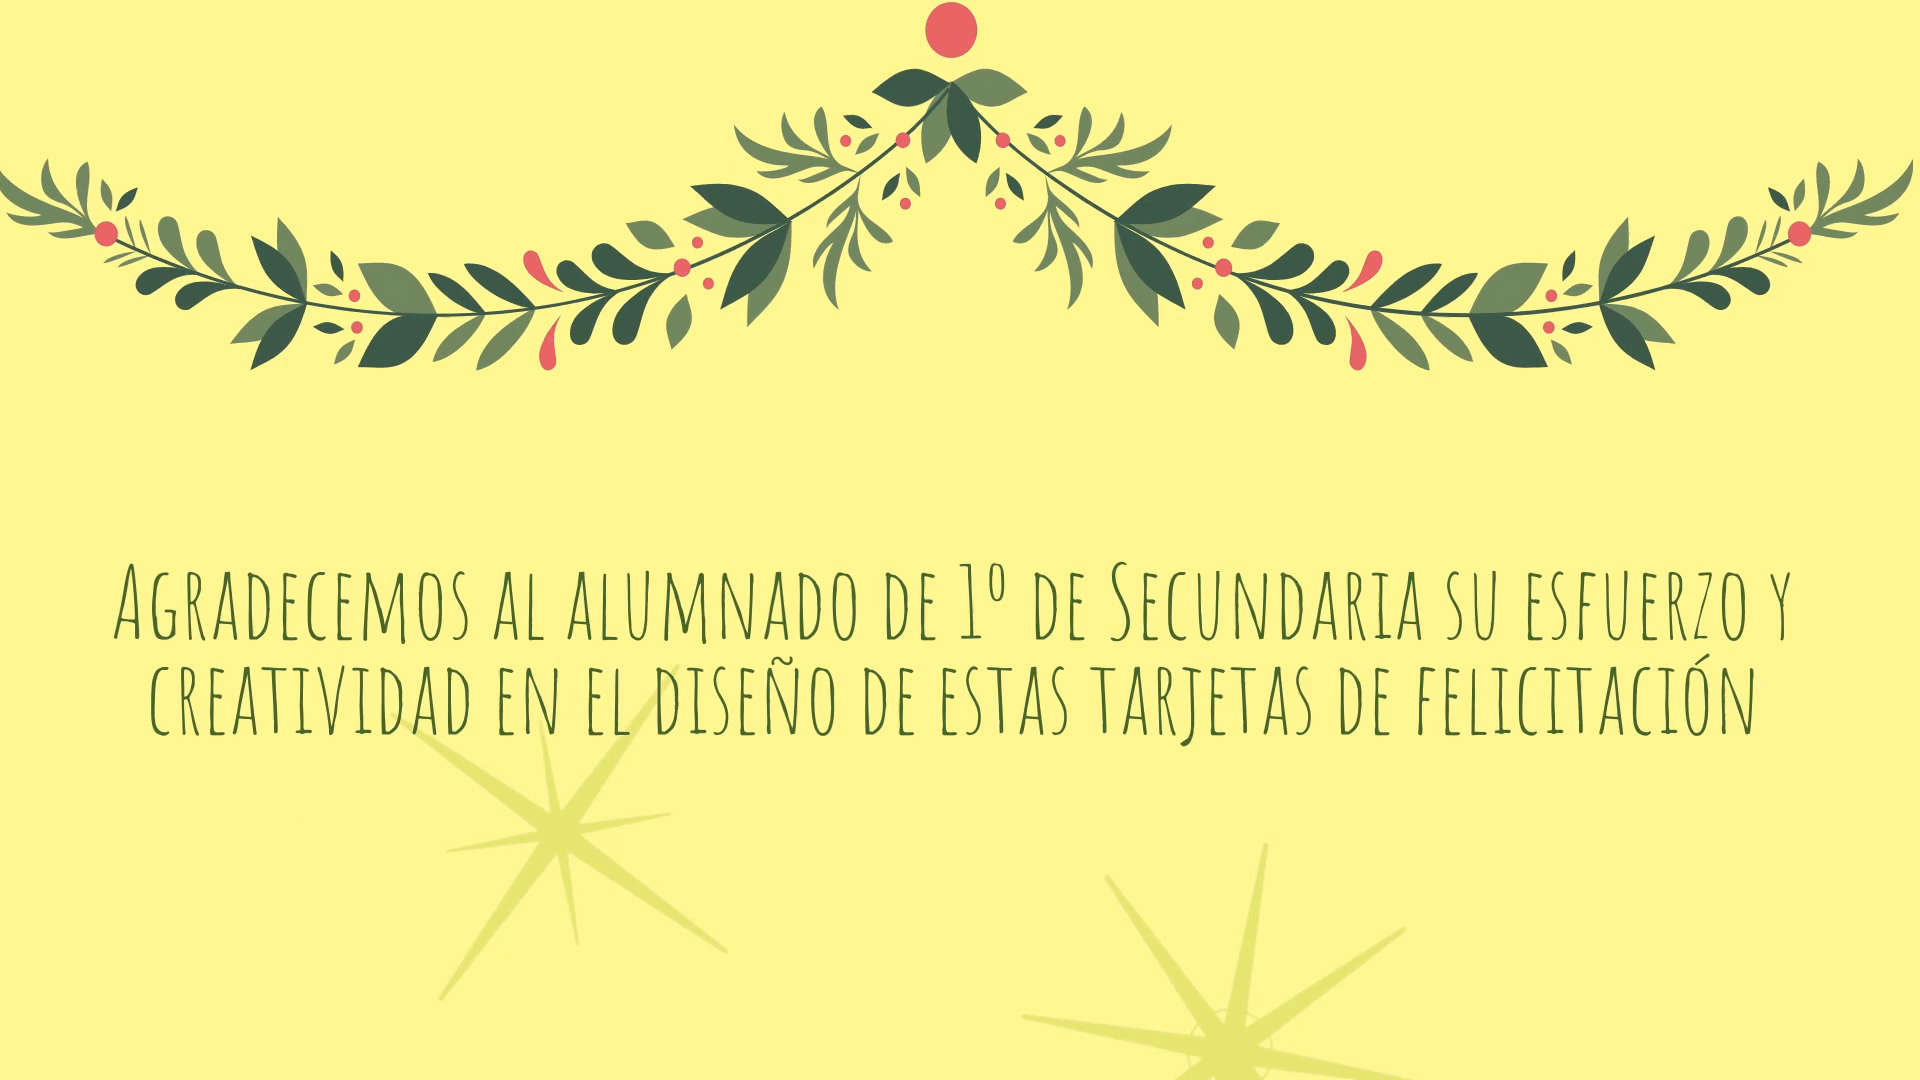 Agradecemos al alumnado de 1º de Secundaria su esfuerzo y
creatividad en el diseño de estas tarjetas de felicitación